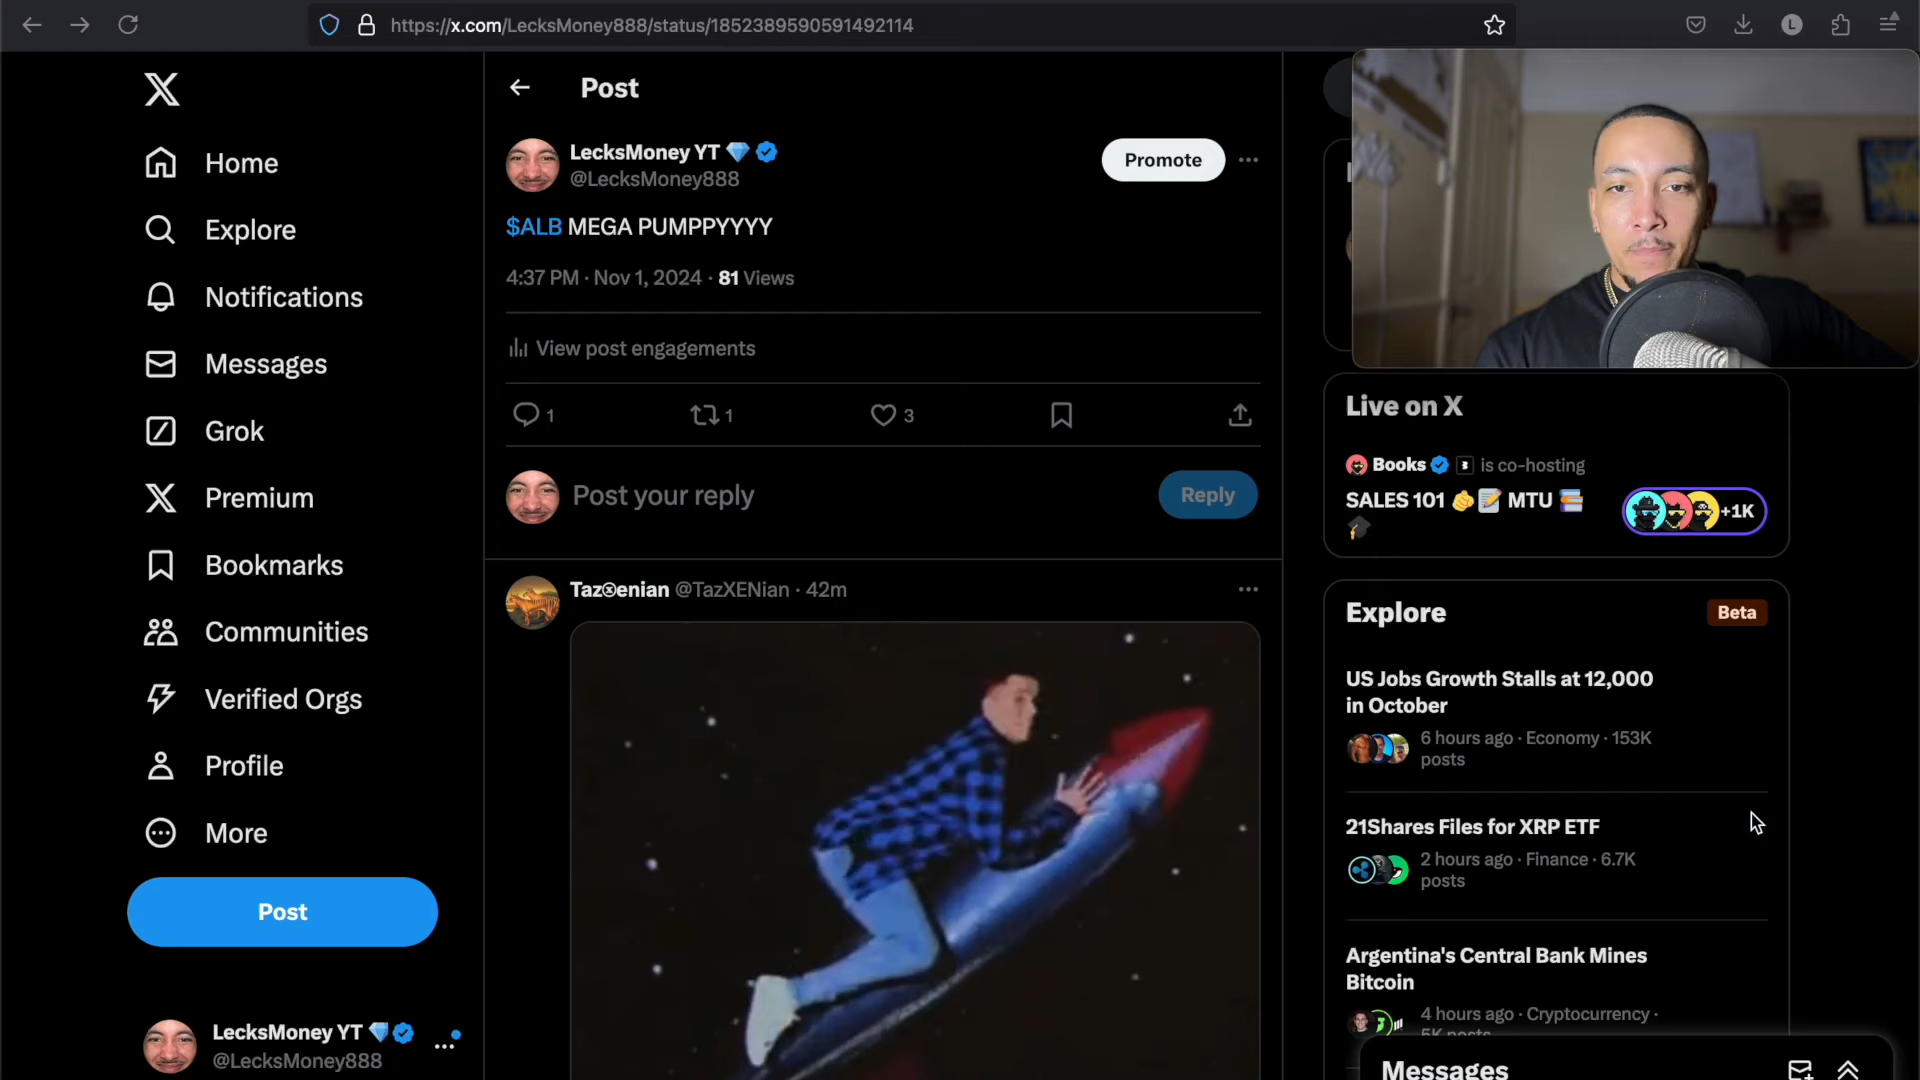 https://x.com/LecksMoney888/status/1852389590591492114
Home
Explore
Notifications
Messages
Grok
Premium
Bookmarks
Communities
Verified Orgs
Profile
More
Post
LecksMoney YT
@LecksMoney888
Post
LecksMoney YT
@LecksMoney888
Promote
$ALB MEGA PUMPPYYYY
4:37 PM · Nov 1, 2024 · 81 Views
View post engagements
1 1 3
Post your reply
Reply
Taz⊗enian @TazXENian · 42m
Live on X
Books is co-hosting
SALES 101 MTU
+1K
Explore
Beta
US Jobs Growth Stalls at 12,000
in October
6 hours ago · Economy · 153K
posts
21Shares Files for XRP ETF
2 hours ago · Finance · 6.7K
posts
Argentina's Central Bank Mines
Bitcoin
4 hours ago · Cryptocurrency ·
5K posts
Messages